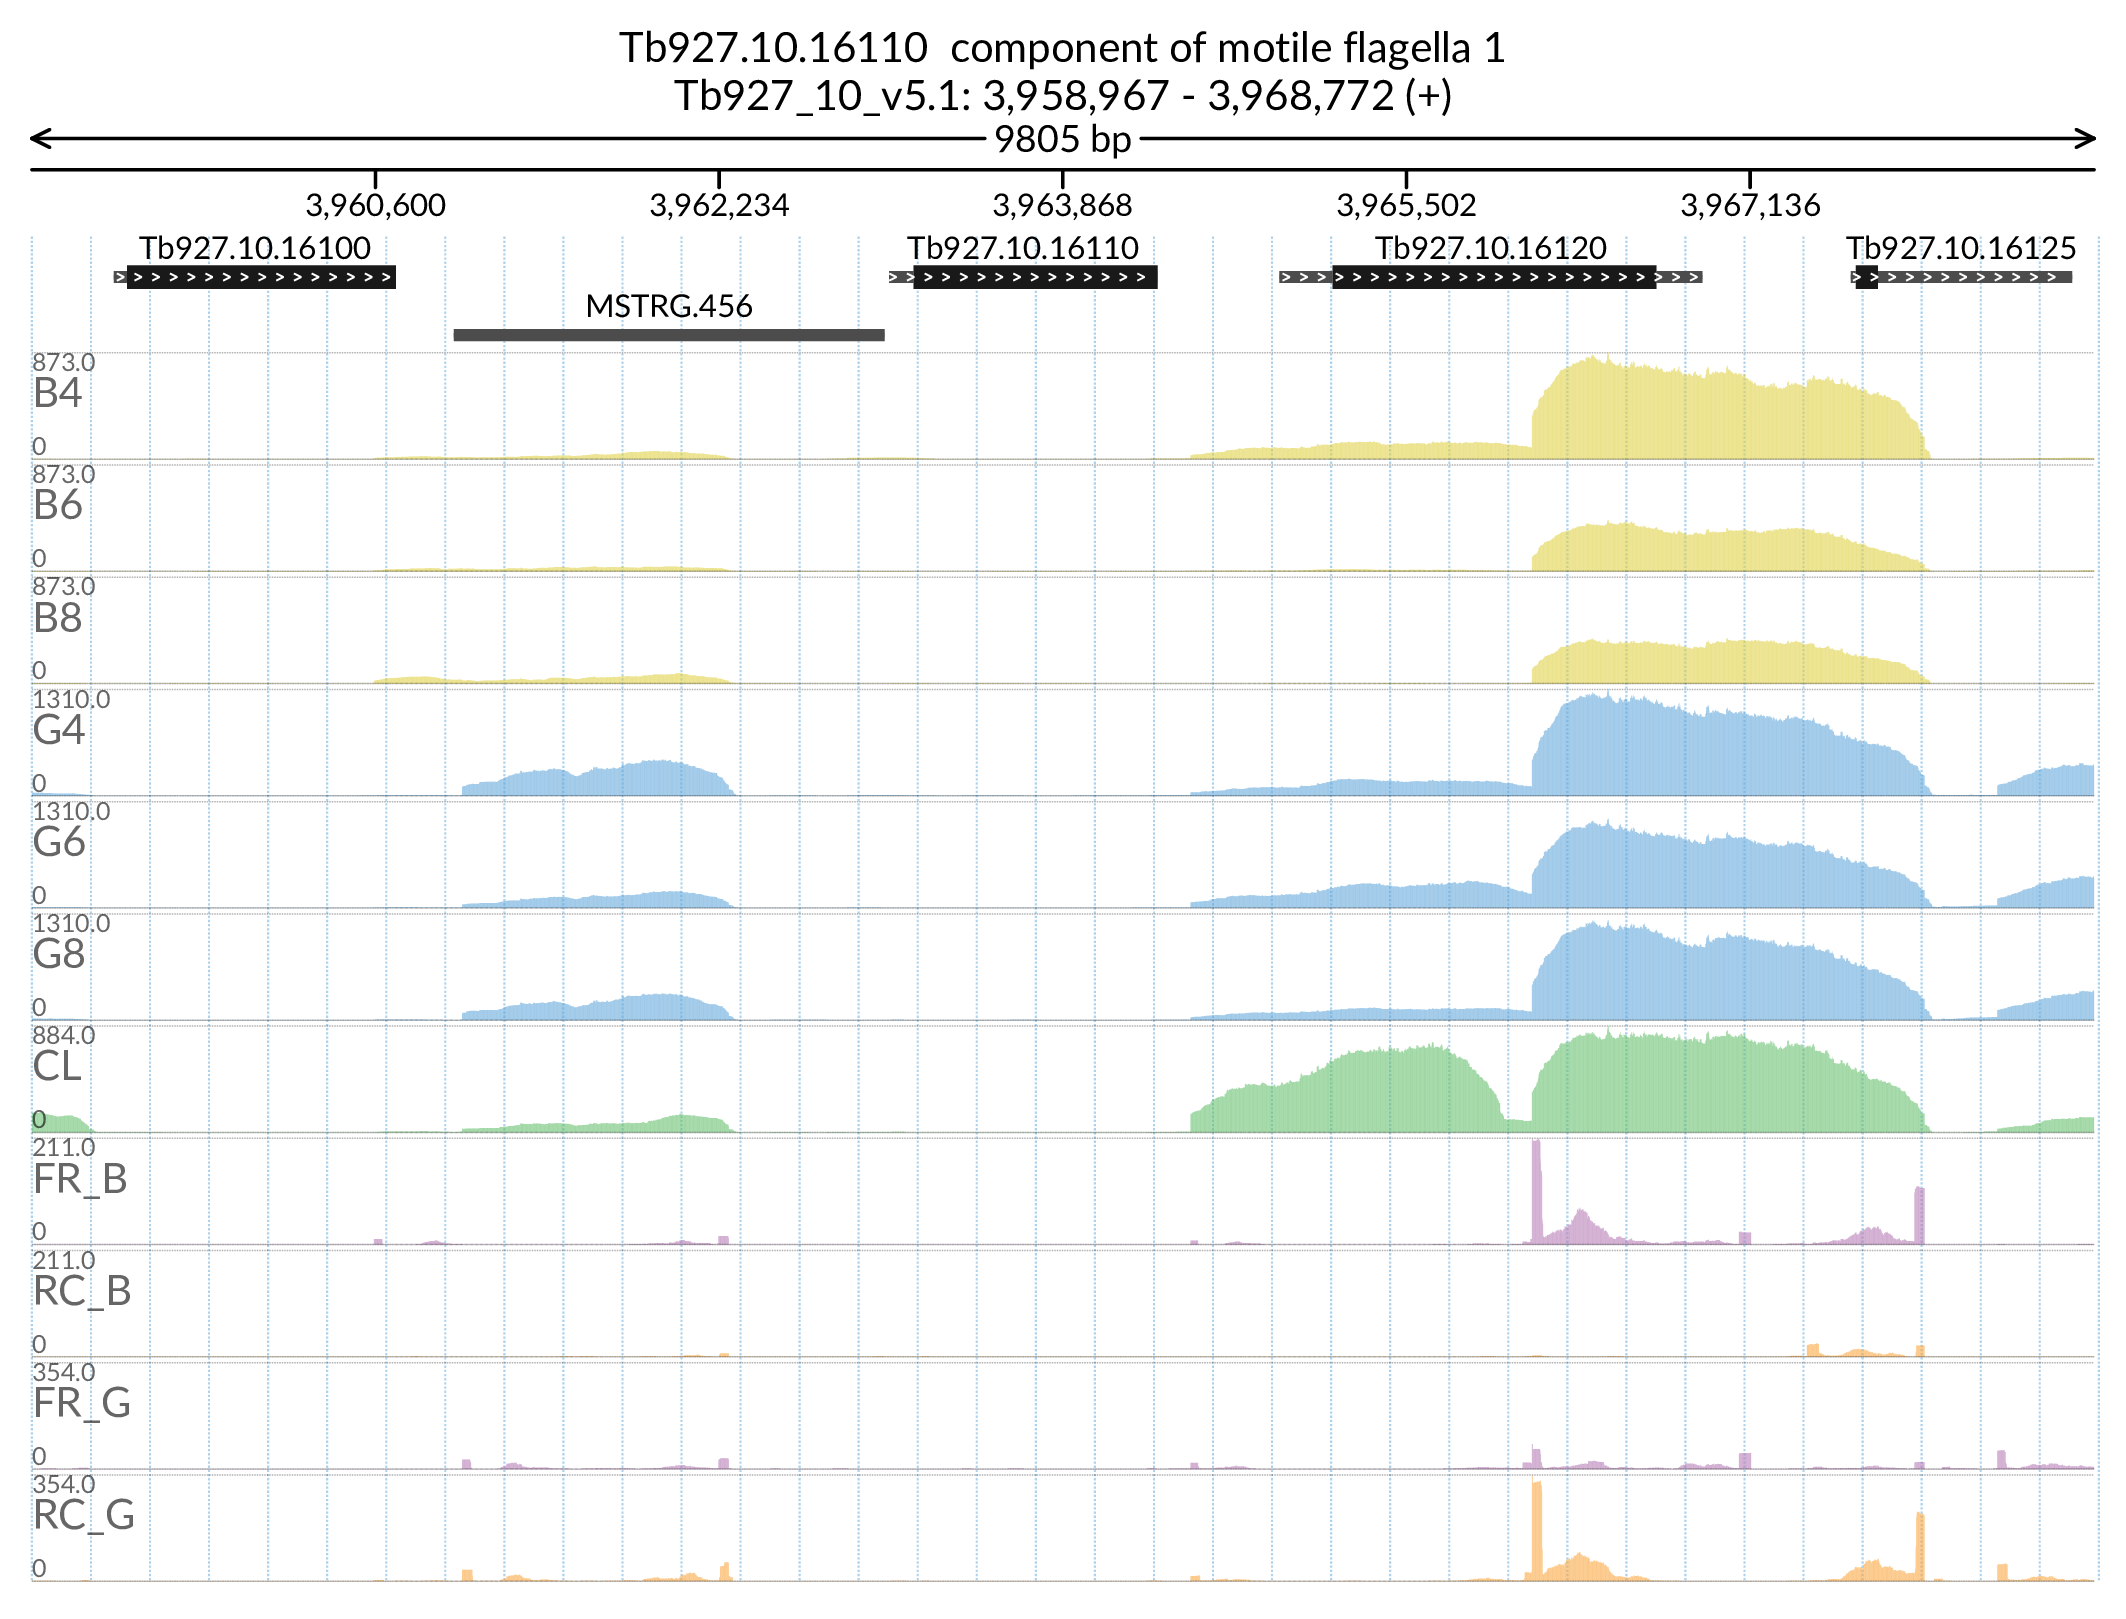 Tb927.10.16110  component of motile flagella 1
Tb927_10_v5.1: 3,958,967 - 3,968,772 (+)
9805 bp
3,960,600 3,962,234 3,963,868 3,965,502 3,967,136
Tb927.10.16100 Tb927.10.16110 Tb927.10.16120 Tb927.10.16125
MSTRG.456
873.0
B4
0
873.0
B6
0
873.0
B8
0
1310.0
G4
0
1310.0
G6
0
1310.0
G8
0
884.0
CL
0
211.0
FR_B
0
211.0
RC_B
0
354.0
FR_G
0
354.0
RC_G
0